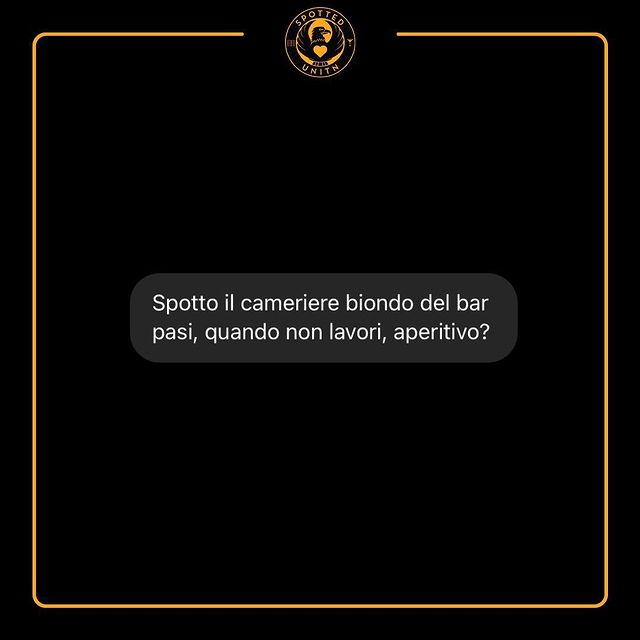 SPOTTED
UNITN
Spotto il cameriere biondo del bar
pasi, quando non lavori, aperitivo?